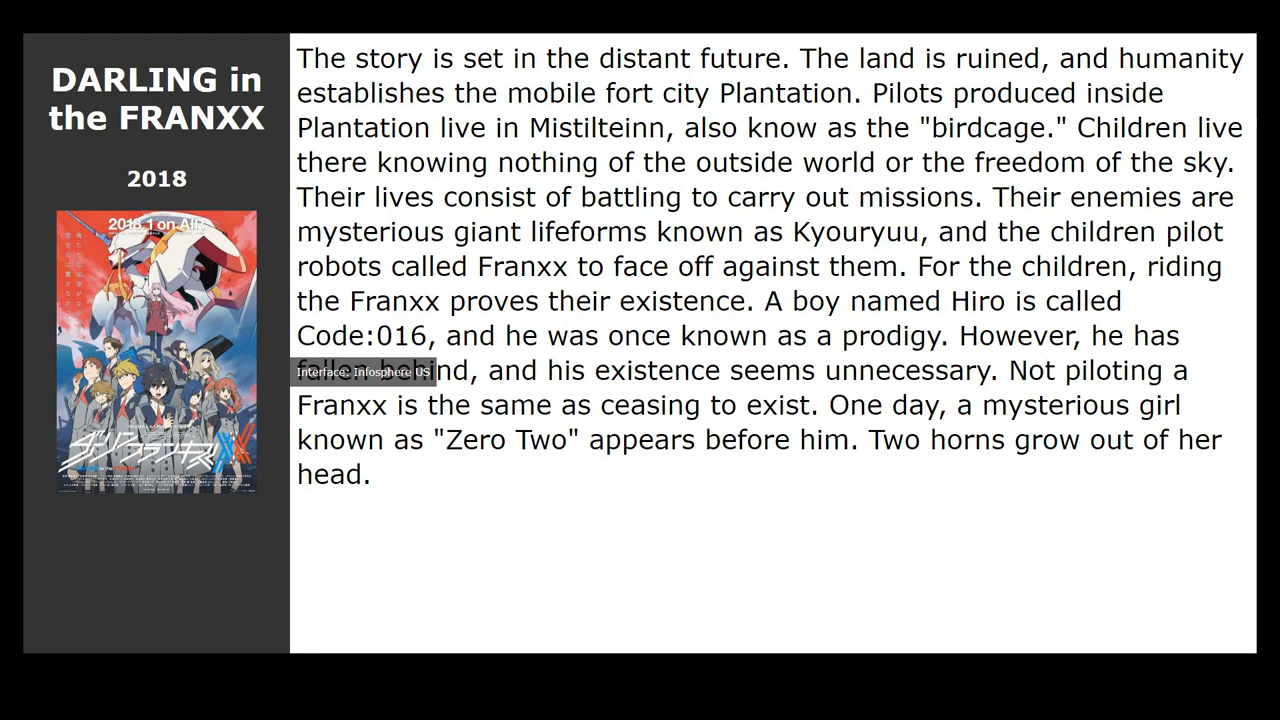 DARLING in
the FRANXX
2018
2018.1 on AIR
The story is set in the distant future. The land is ruined, and humanity
establishes the mobile fort city Plantation. Pilots produced inside
Plantation live in Mistilteinn, also know as the "birdcage." Children live
there knowing nothing of the outside world or the freedom of the sky.
Their lives consist of battling to carry out missions. Their enemies are
mysterious giant lifeforms known as Kyouryuu, and the children pilot
robots called Franxx to face off against them. For the children, riding
the Franxx proves their existence. A boy named Hiro is called
Code:016, and he was once known as a prodigy. However, he has
fallen behind, and his existence seems unnecessary. Not piloting a
Interface: Infosphere US
Franxx is the same as ceasing to exist. One day, a mysterious girl
known as "Zero Two" appears before him. Two horns grow out of her
head.